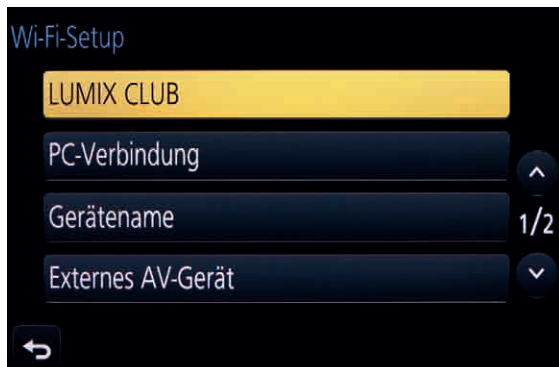 Wi-Fi-Setup
LUMIX CLUB
PC-Verbindung
Gerätename
1/2
Externes AV-Gerät